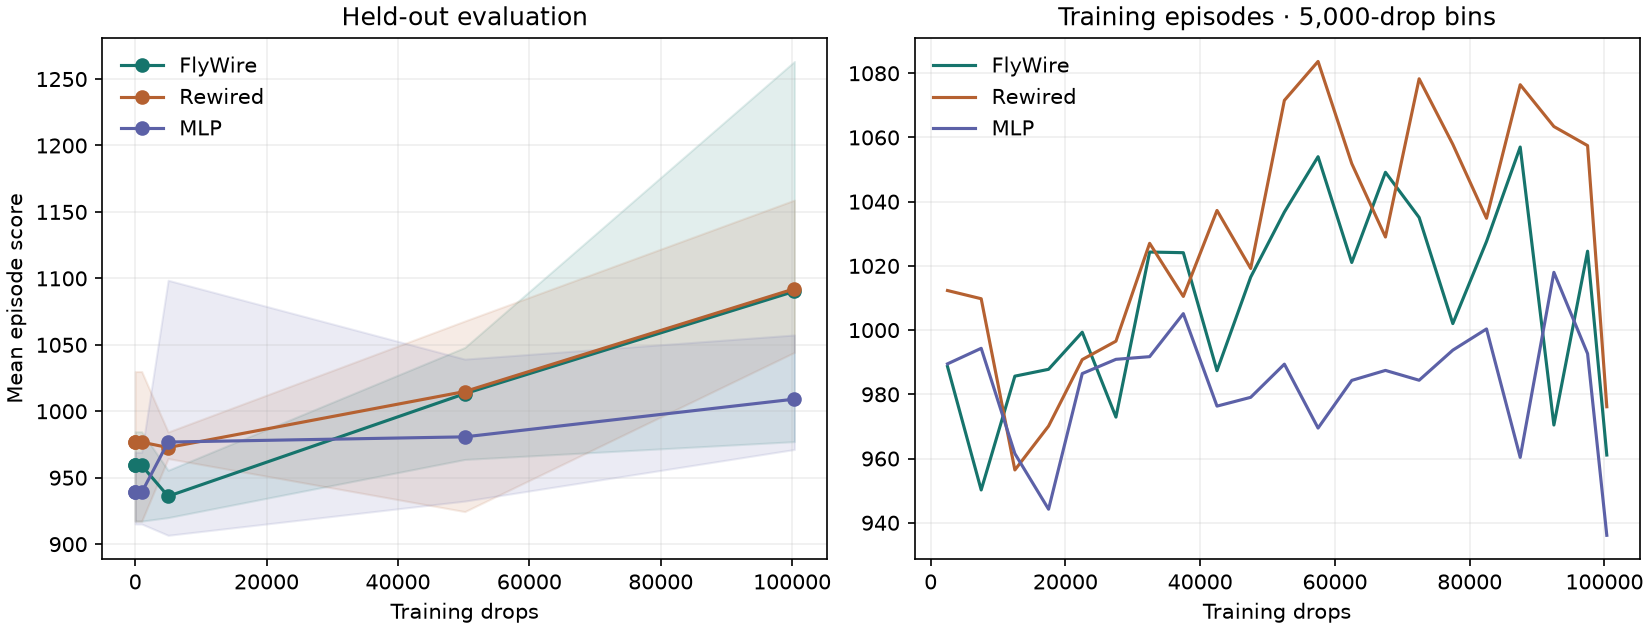 Held-out evaluation
FlyWire
Rewired
MLP
1250
1200
1150
1100
1050
1000
950
900
Mean episode score
0 20000 40000 60000 80000 100000
Training drops
Training episodes · 5,000-drop bins
FlyWire
Rewired
MLP
1080
1060
1040
1020
1000
980
960
940
0 20000 40000 60000 80000 100000
Training drops